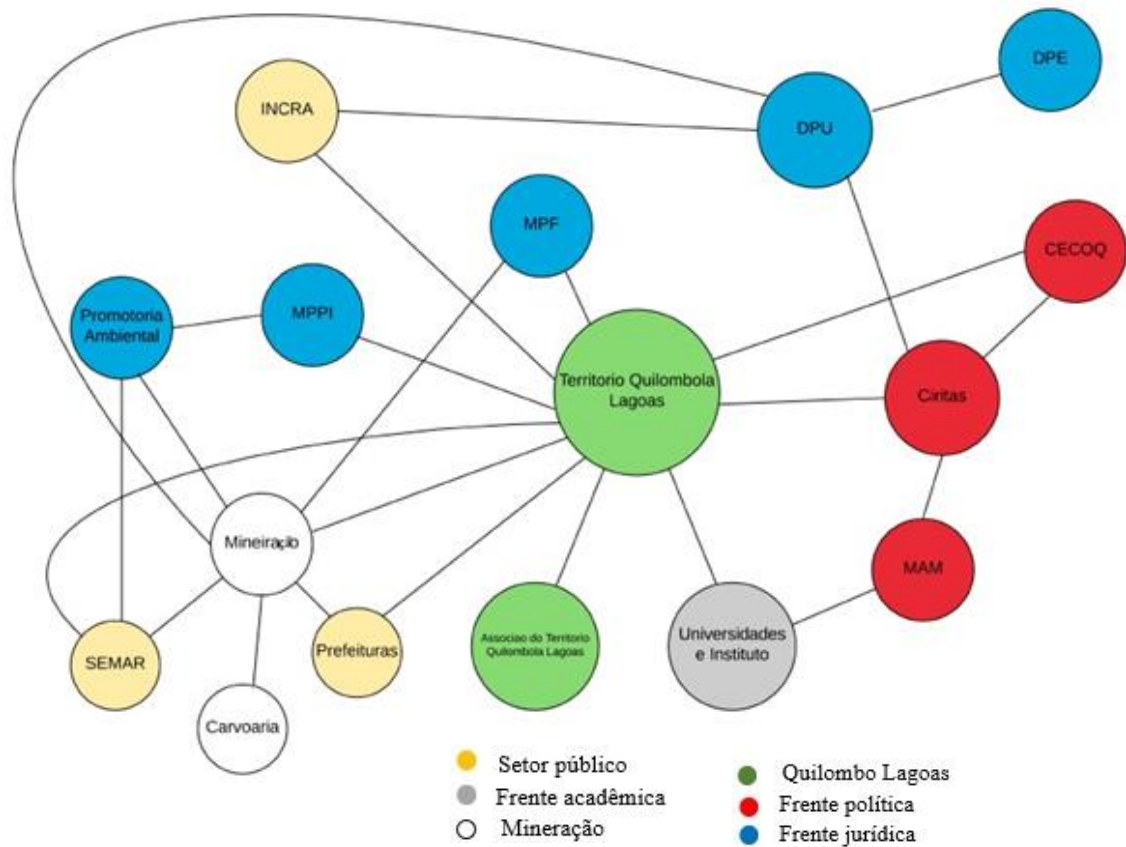 DPE
INCRA
DPU
MPF
CECOQ
Promotoria
Ambiental
MPPI
Territorio Quilombola
Lagoas
Ciritas
Mineiração
MAM
SEMAR
Prefeituras
Associao do Territorio
Quilombola Lagoas
Universidades
e Instituto
Carvoaria
Setor público
Frente acadêmica
Mineração
Quilombo Lagoas
Frente política
Frente jurídica